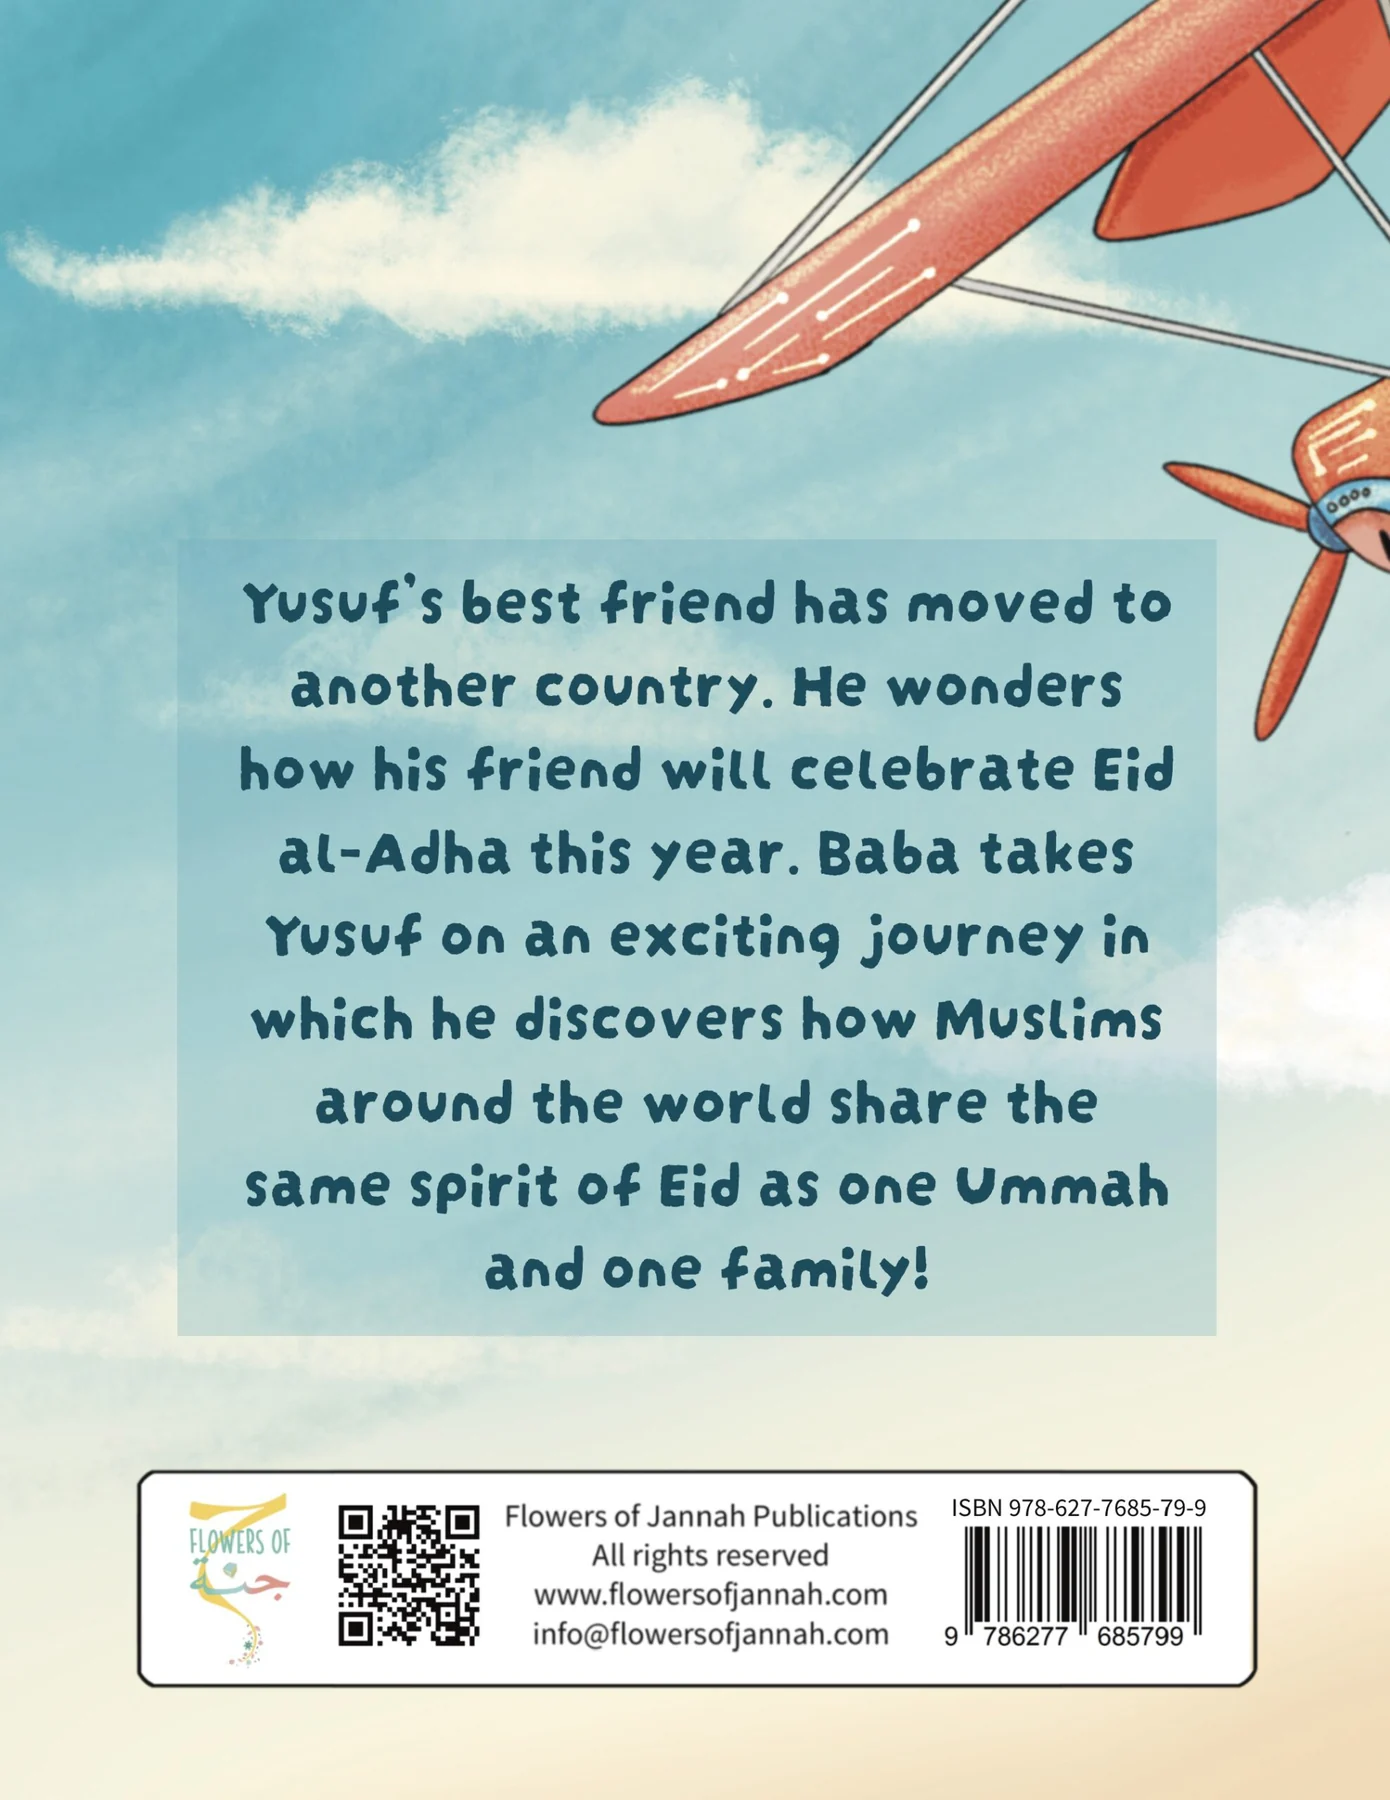 Yusuf's best friend has moved to
another country. He wonders
how his friend will celebrate Eid
al-Adha this year. Baba takes
Yusuf on an exciting journey in
which he discovers how Muslims
around the world share the
same spirit of Eid as one Ummah
and one family!
FLOWERS OF
جنة
Flowers of Jannah Publications
All rights reserved
www.flowersofjannah.com
info@flowersofjannah.com
ISBN 978-627-7685-79-9
9 786277 685799